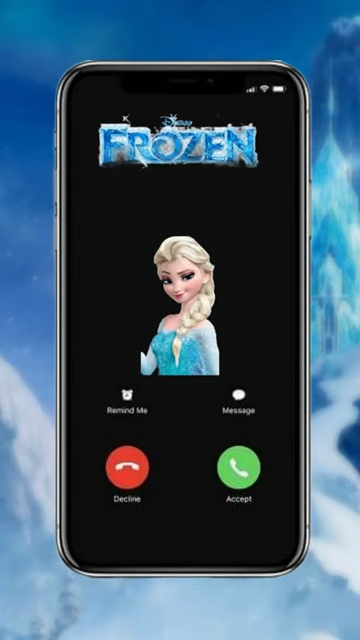 Disney
FROZEN
Remind Me
Message
Decline
Accept